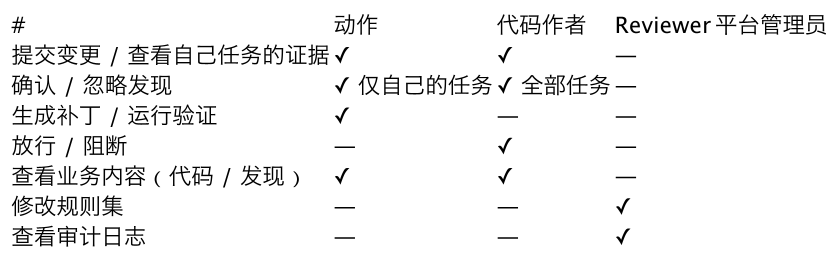 # 动作 代码作者 Reviewer 平台管理员
提交变更 / 查看自己任务的证据 ✓ ✓ —
确认 / 忽略发现 ✓ 仅自己的任务 ✓ 全部任务 —
生成补丁 / 运行验证 ✓ — —
放行 / 阻断 — ✓ —
查看业务内容（代码 / 发现） ✓ ✓ —
修改规则集 — — ✓
查看审计日志 — — ✓